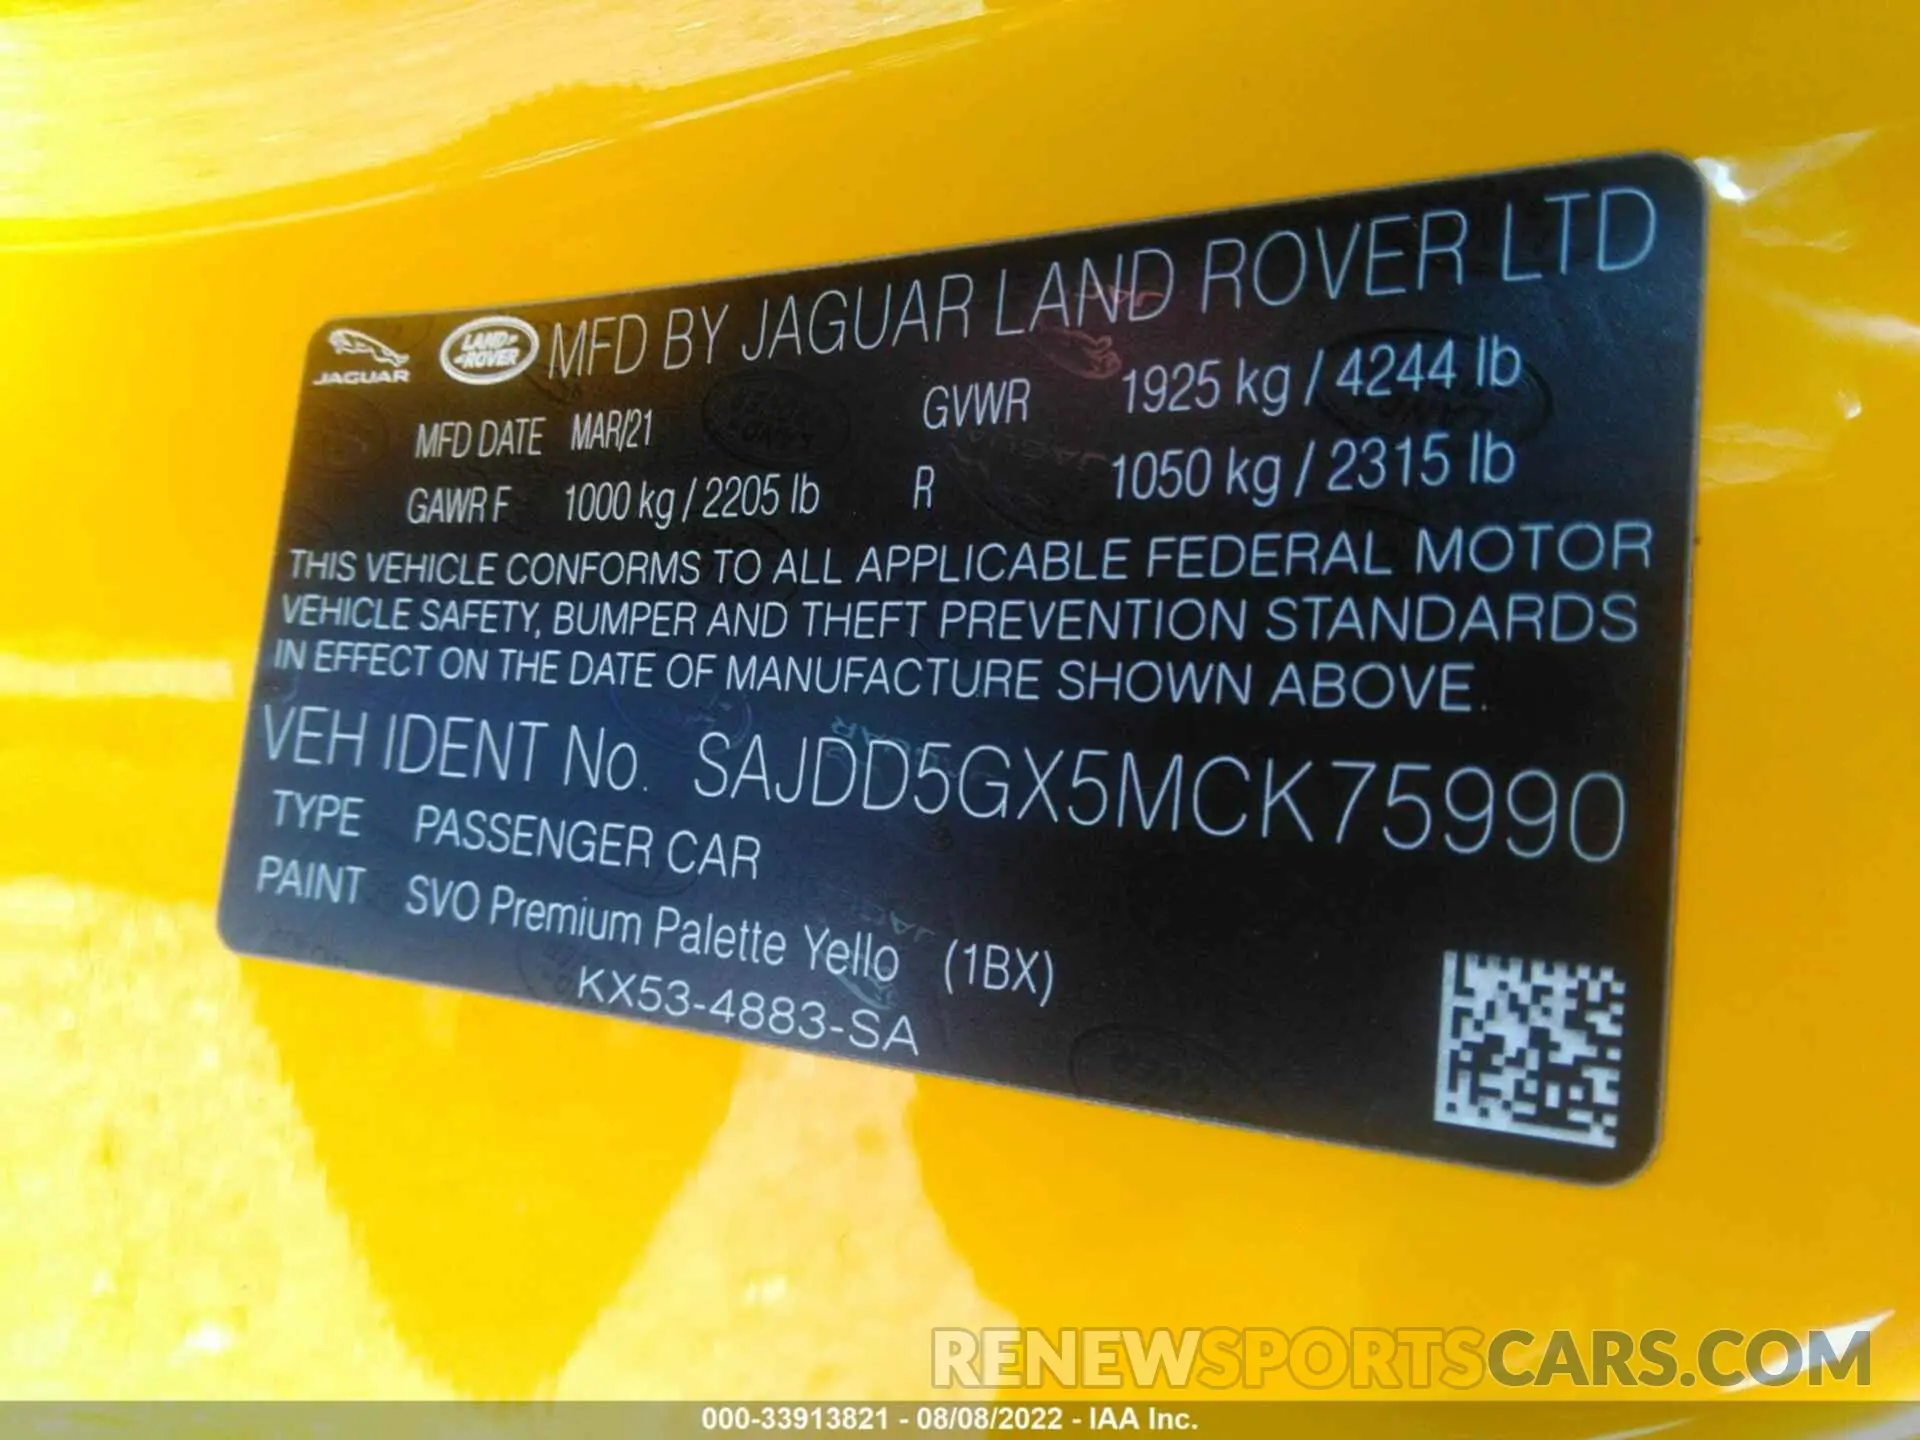 JAGUAR
LAND ROVER
MFD BY JAGUAR LAND ROVER LTD
MFD DATE MAR/21 GVWR 1925 kg / 4244 lb
GAWR F 1000 kg / 2205 lb R 1050 kg / 2315 lb
THIS VEHICLE CONFORMS TO ALL APPLICABLE FEDERAL MOTOR
VEHICLE SAFETY, BUMPER AND THEFT PREVENTION STANDARDS
IN EFFECT ON THE DATE OF MANUFACTURE SHOWN ABOVE.
VEH IDENT No. SAJDD5GX5MCK75990
TYPE PASSENGER CAR
PAINT SVO Premium Palette Yello (1BX)
KX53-4883-SA
RENEWSPORTSCARS.COM
000-33913821 - 08/08/2022 - IAA Inc.